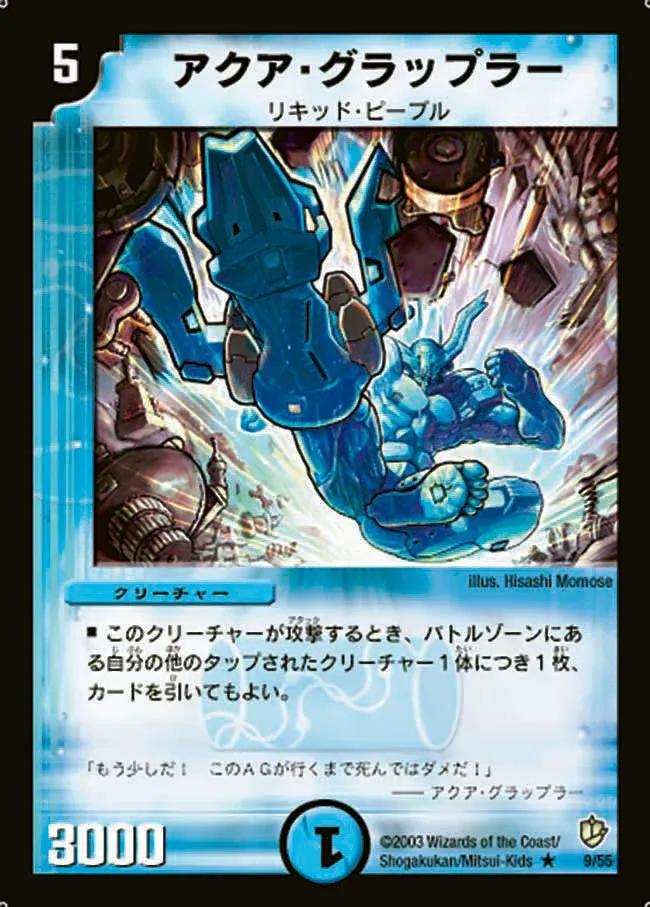 5
アクア・グラップラー
リキッド・ピープル
illus. Hisashi Momose
クリーチャー
■ このクリーチャーが攻撃するとき、バトルゾーンにあ
る自分の他のタップされたクリーチャー1体につき1枚、
カードを引いてもよい。
「もう少しだ! このAGが行くまで死んではダメだ!」
── アクア・グラップラー
3000
1
©2003 Wizards of the Coast/
Shogakukan/Mitsui-Kids ★ 9/55